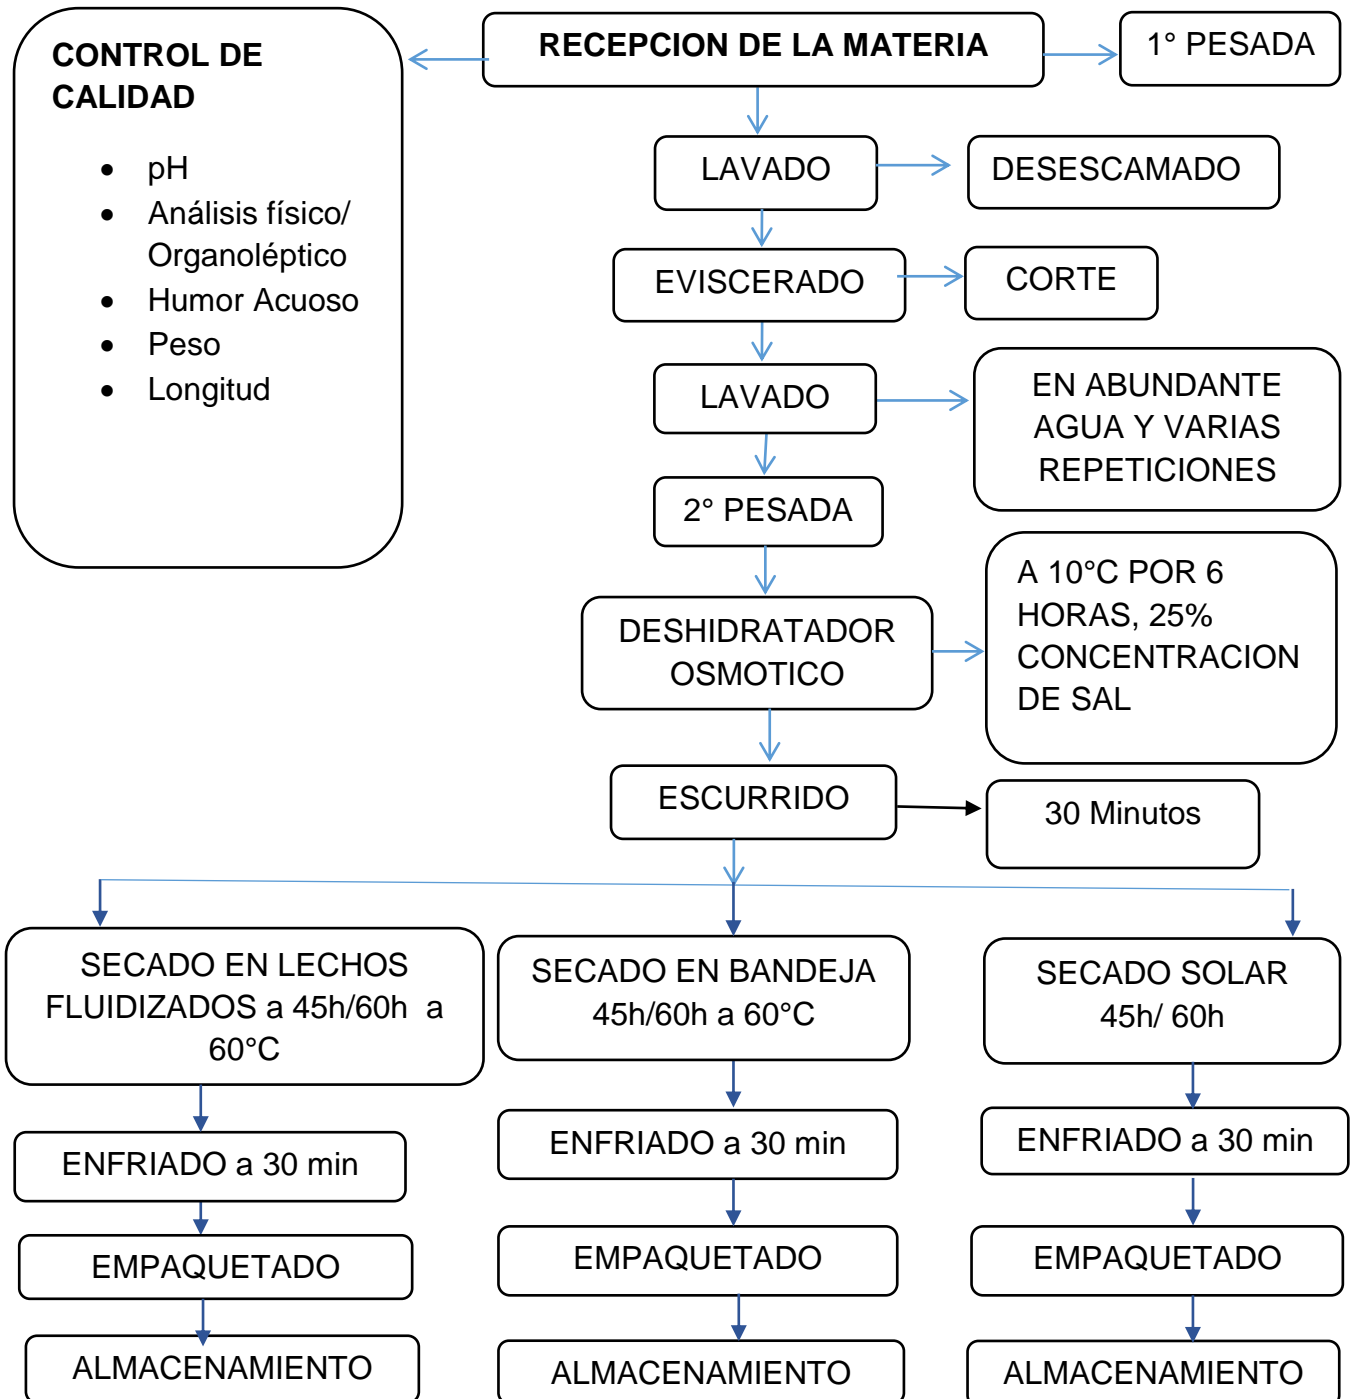 CONTROL DE
CALIDAD
• pH
• Análisis físico/
Organoléptico
• Humor Acuoso
• Peso
• Longitud
RECEPCION DE LA MATERIA
1° PESADA
LAVADO
DESESCAMADO
EVISCERADO
CORTE
LAVADO
EN ABUNDANTE
AGUA Y VARIAS
REPETICIONES
2° PESADA
DESHIDRATADOR
OSMOTICO
A 10°C POR 6
HORAS, 25%
CONCENTRACION
DE SAL
ESCURRIDO
30 Minutos
SECADO EN LECHOS
FLUIDIZADOS a 45h/60h a
60°C
SECADO EN BANDEJA
45h/60h a 60°C
SECADO SOLAR
45h/ 60h
ENFRIADO a 30 min
ENFRIADO a 30 min
ENFRIADO a 30 min
EMPAQUETADO
EMPAQUETADO
EMPAQUETADO
ALMACENAMIENTO
ALMACENAMIENTO
ALMACENAMIENTO